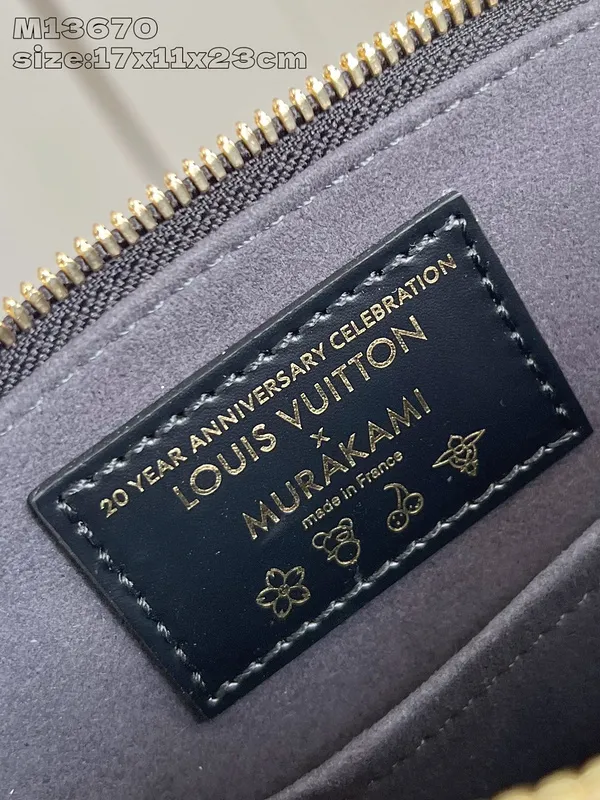 M13670
size:17x11x23cm
20 YEAR ANNIVERSARY CELEBRATION
LOUIS VUITTON
×
MURAKAMI
made in France